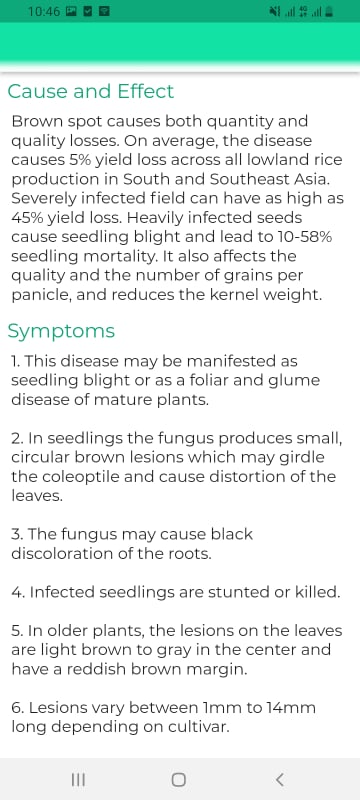 10:46
4G
Cause and Effect
Brown spot causes both quantity and
quality losses. On average, the disease
causes 5% yield loss across all lowland rice
production in South and Southeast Asia.
Severely infected field can have as high as
45% yield loss. Heavily infected seeds
cause seedling blight and lead to 10-58%
seedling mortality. It also affects the
quality and the number of grains per
panicle, and reduces the kernel weight.
Symptoms
1. This disease may be manifested as
seedling blight or as a foliar and glume
disease of mature plants.
2. In seedlings the fungus produces small,
circular brown lesions which may girdle
the coleoptile and cause distortion of the
leaves.
3. The fungus may cause black
discoloration of the roots.
4. Infected seedlings are stunted or killed.
5. In older plants, the lesions on the leaves
are light brown to gray in the center and
have a reddish brown margin.
6. Lesions vary between 1mm to 14mm
long depending on cultivar.